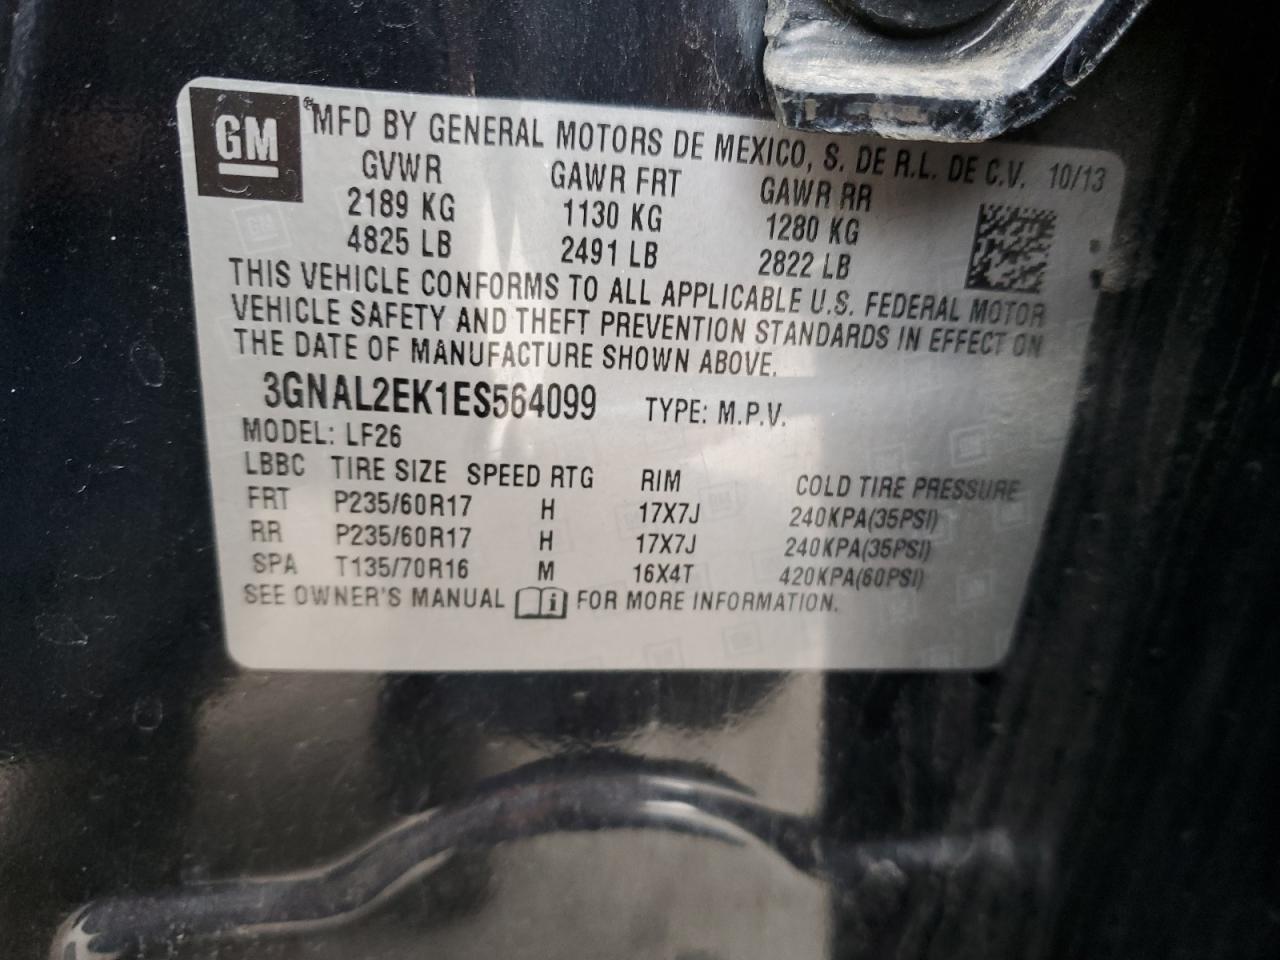 GM
® MFD BY GENERAL MOTORS DE MEXICO, S. DE R.L. DE C.V. 10/13
GVWR GAWR FRT GAWR RR
2189 KG 1130 KG 1280 KG
4825 LB 2491 LB 2822 LB
THIS VEHICLE CONFORMS TO ALL APPLICABLE U.S. FEDERAL MOTOR
VEHICLE SAFETY AND THEFT PREVENTION STANDARDS IN EFFECT ON
THE DATE OF MANUFACTURE SHOWN ABOVE.
3GNAL2EK1ES564099 TYPE: M.P.V.
MODEL: LF26
LBBC TIRE SIZE SPEED RTG RIM COLD TIRE PRESSURE
FRT P235/60R17 H 17X7J 240KPA(35PSI)
RR P235/60R17 H 17X7J 240KPA(35PSI)
SPA T135/70R16 M 16X4T 420KPA(60PSI)
SEE OWNER'S MANUAL i FOR MORE INFORMATION.